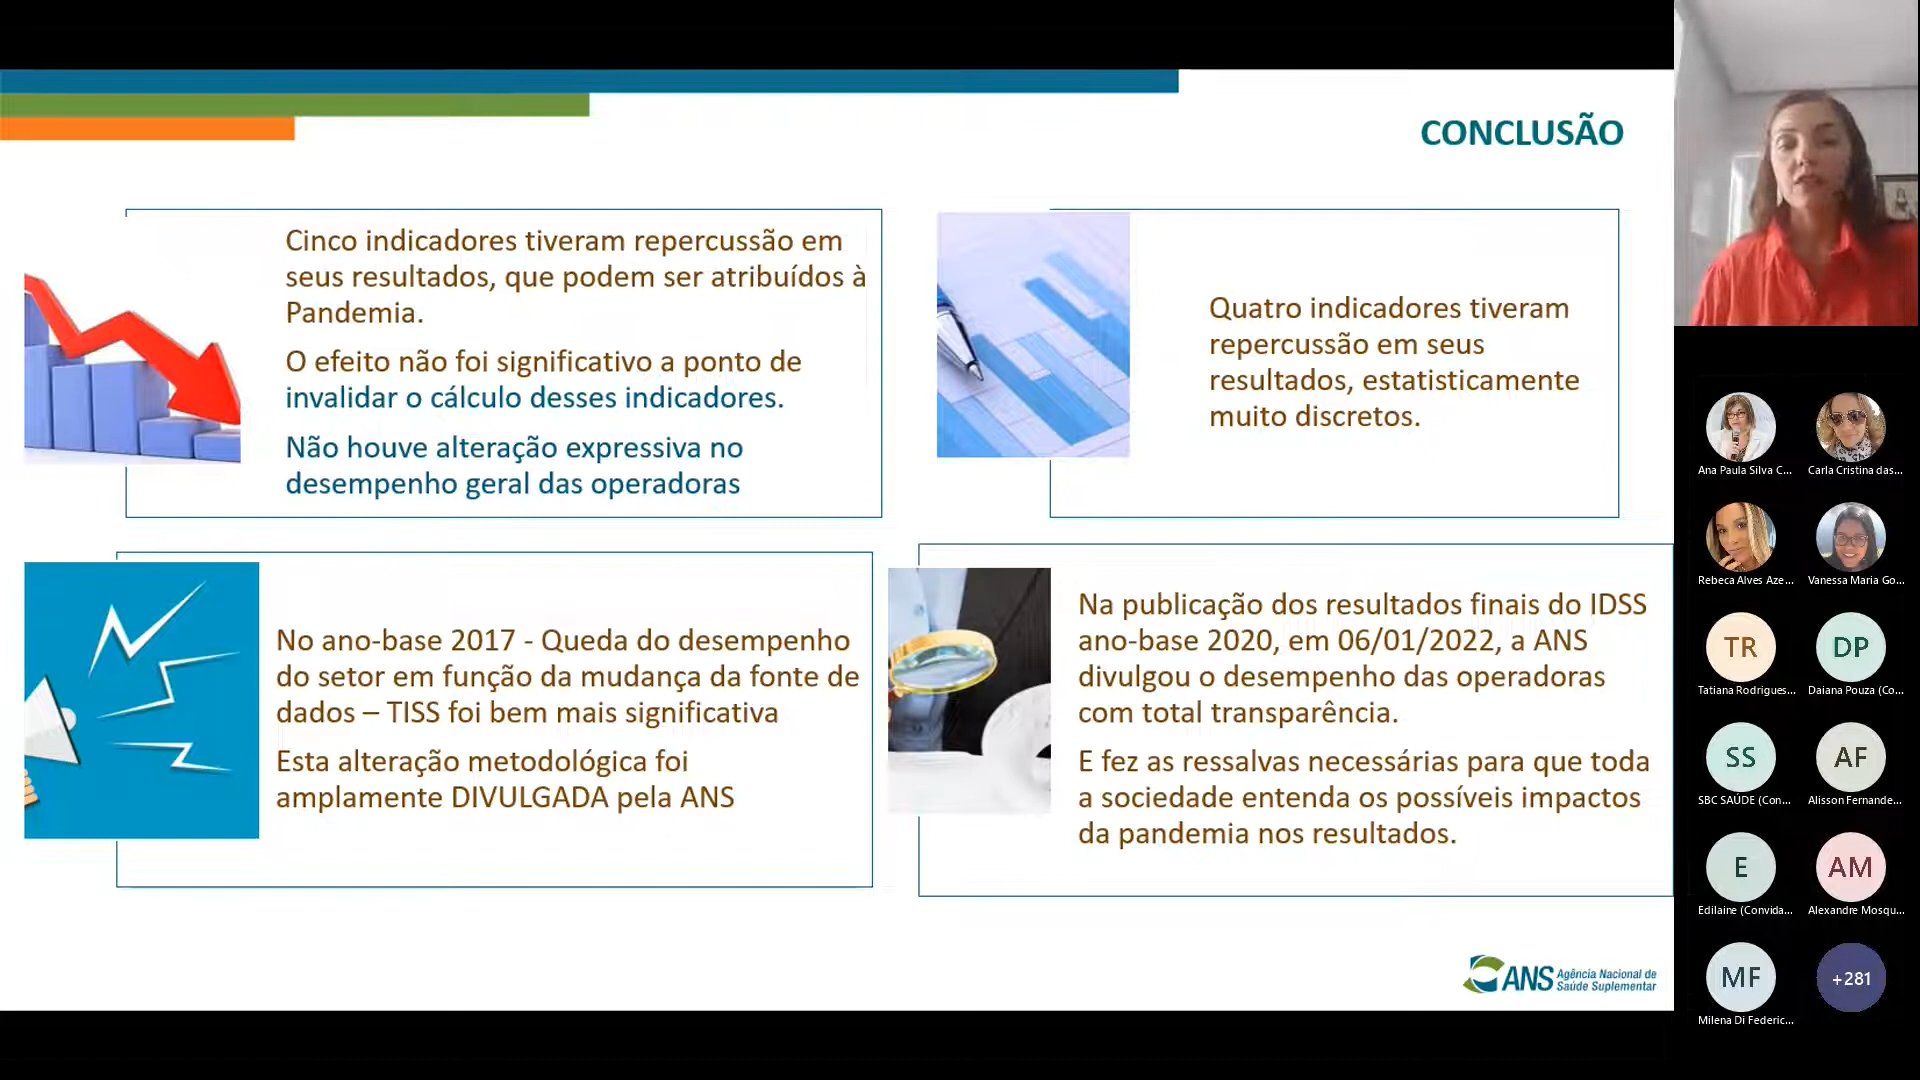 CONCLUSÃO
Cinco indicadores tiveram repercussão em
seus resultados, que podem ser atribuídos à
Pandemia.
O efeito não foi significativo a ponto de
invalidar o cálculo desses indicadores.
Não houve alteração expressiva no
desempenho geral das operadoras
Quatro indicadores tiveram
repercussão em seus
resultados, estatisticamente
muito discretos.
No ano-base 2017 - Queda do desempenho
do setor em função da mudança da fonte de
dados – TISS foi bem mais significativa
Esta alteração metodológica foi
amplamente DIVULGADA pela ANS
Na publicação dos resultados finais do IDSS
ano-base 2020, em 06/01/2022, a ANS
divulgou o desempenho das operadoras
com total transparência.
E fez as ressalvas necessárias para que toda
a sociedade entenda os possíveis impactos
da pandemia nos resultados.
ANS Agência Nacional de
Saúde Suplementar
Ana Paula Silva C...
Carla Cristina das...
Rebeca Alves Aze...
Vanessa Maria Go...
TR
Tatiana Rodrigues...
DP
Daiana Pouza (Co...
SS
SBC SAÚDE (Con...
AF
Alisson Fernande...
E
Edilaine (Convida...
AM
Alexandre Mosqu...
MF
Milena Di Federic...
+281